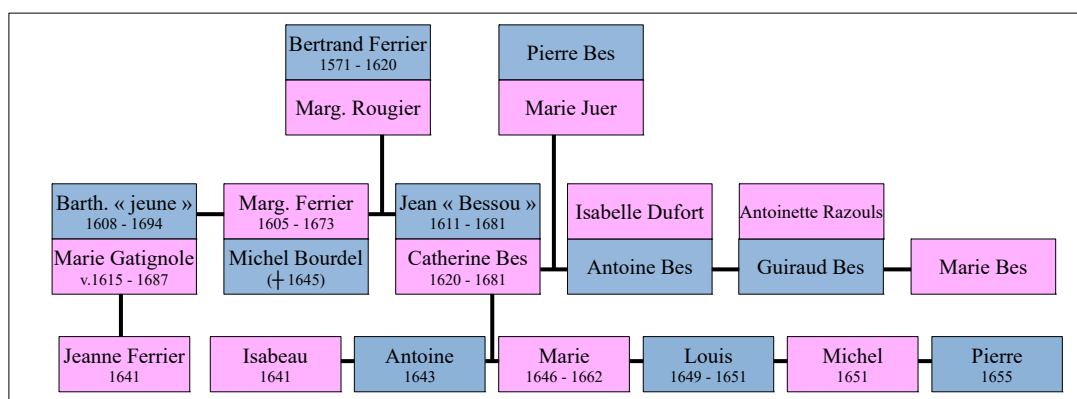 Bertrand Ferrier
1571 - 1620
Marg. Rougier
Pierre Bes
Marie Juer
Barth. « jeune »
1608 - 1694
Marie Gatignole
v.1615 - 1687
Marg. Ferrier
1605 - 1673
Michel Bourdel
(┼ 1645)
Jean « Bessou »
1611 - 1681
Catherine Bes
1620 - 1681
Isabelle Dufort
Antoine Bes
Antoinette Razouls
Guiraud Bes
Marie Bes
Jeanne Ferrier
1641
Isabeau
1641
Antoine
1643
Marie
1646 - 1662
Louis
1649 - 1651
Michel
1651
Pierre
1655